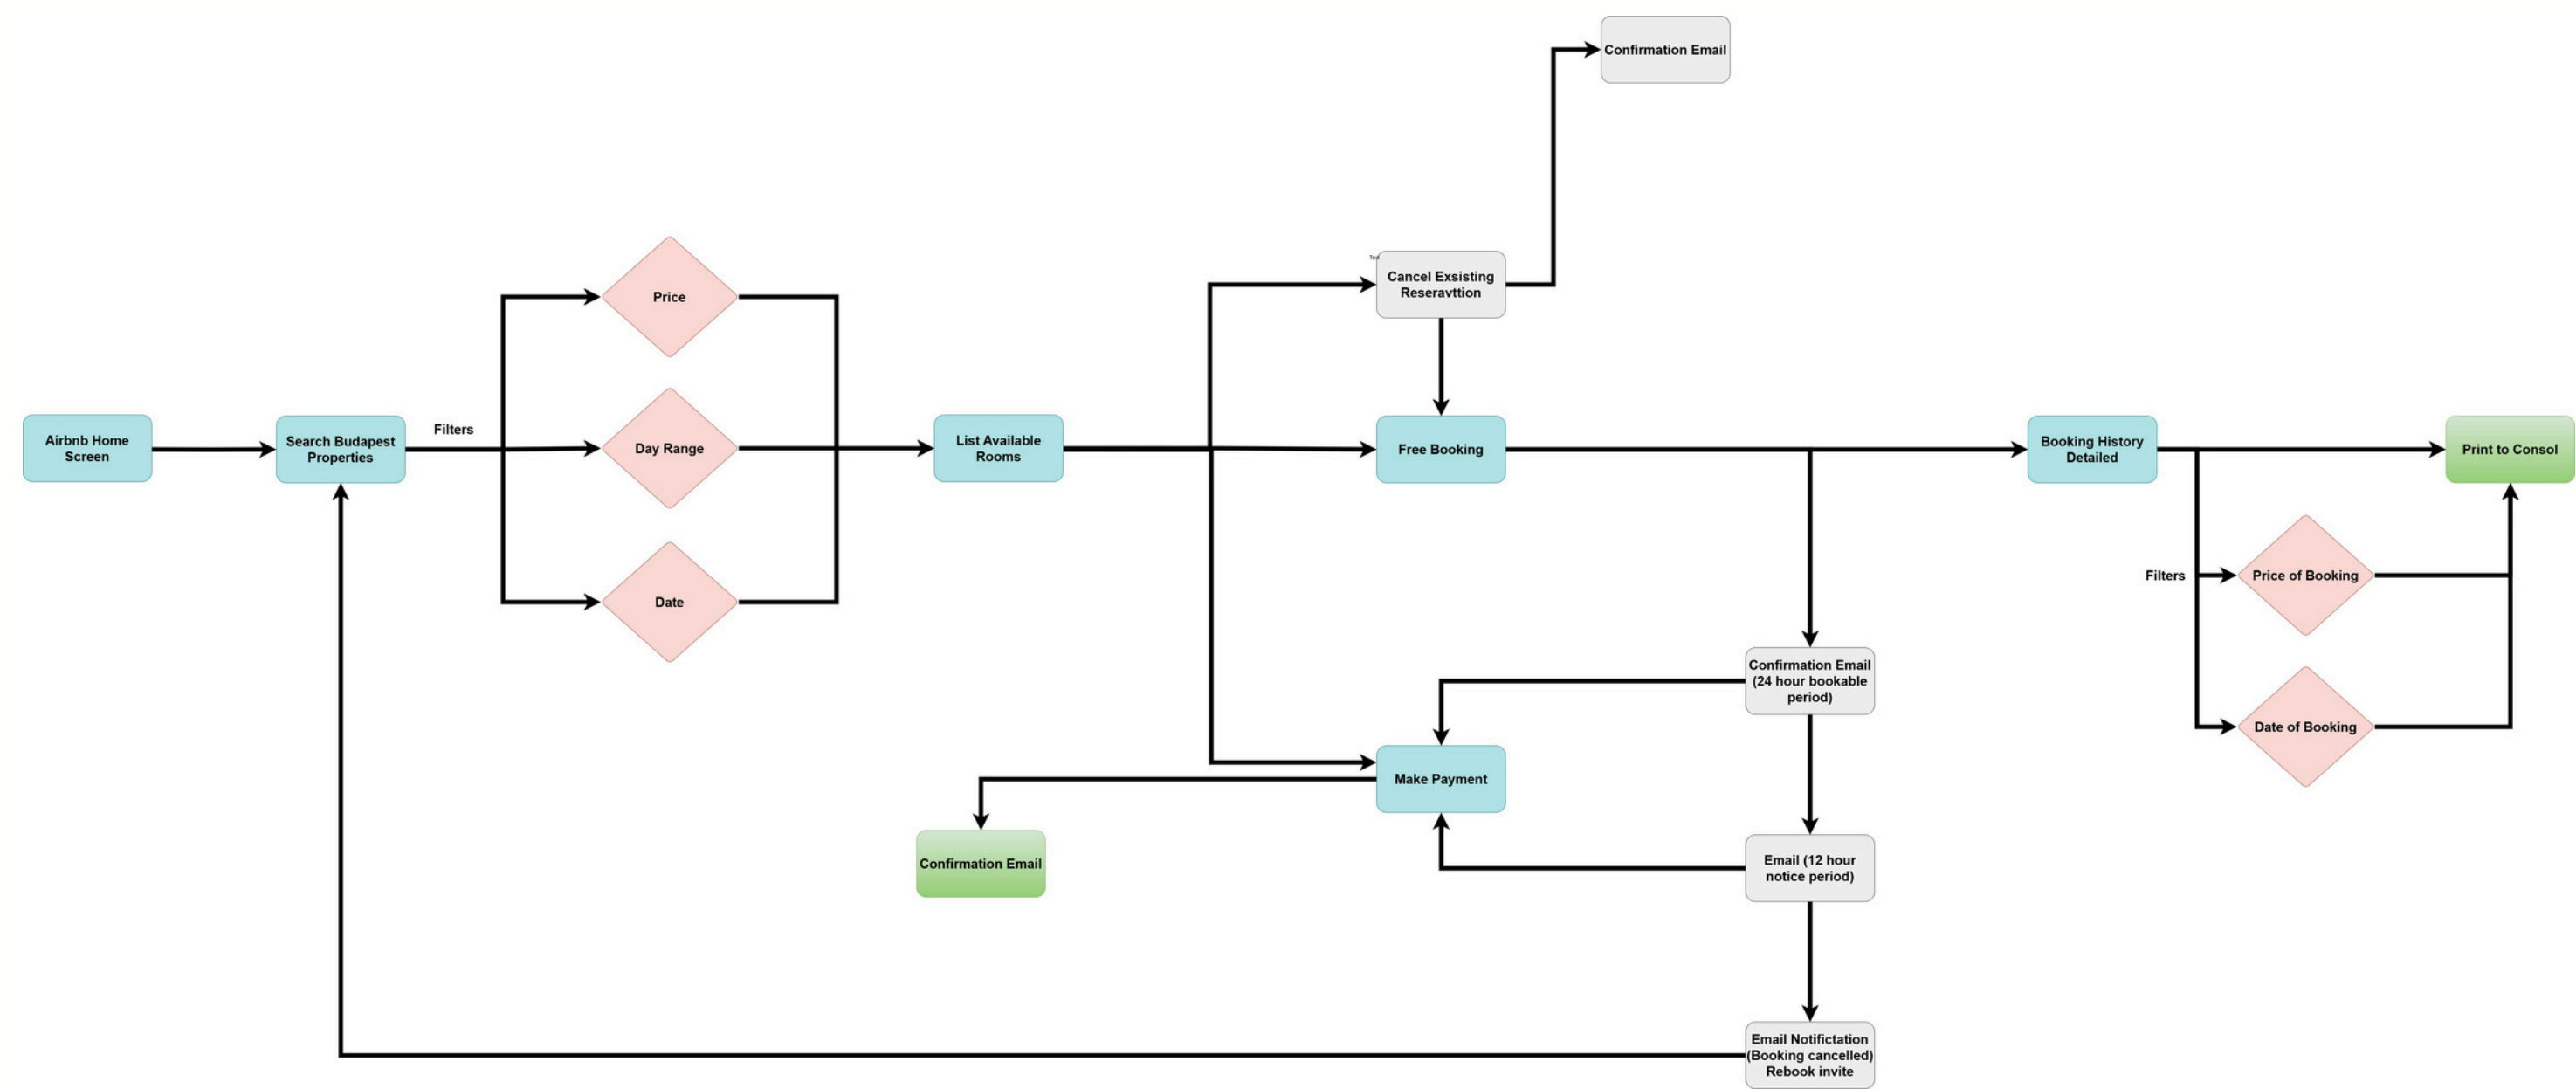 Confirmation Email
Text
Cancel Exsisting
Reseravttion
Price
Airbnb Home
Screen
Search Budapest
Properties
Filters
Day Range
List Available
Rooms
Free Booking
Booking History
Detailed
Print to Consol
Date
Filters
Price of Booking
Date of Booking
Confirmation Email
(24 hour bookable
period)
Make Payment
Confirmation Email
Email (12 hour
notice period)
Email Notifictation
(Booking cancelled)
Rebook invite